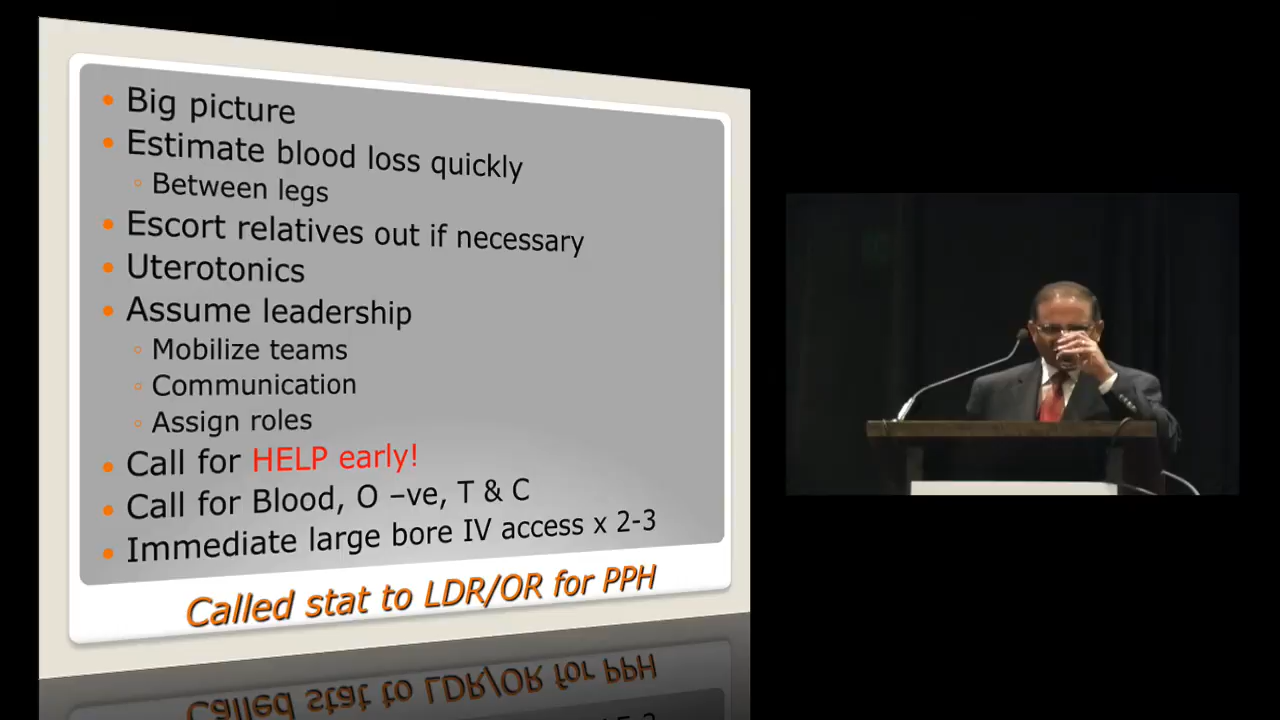 • Big picture
• Estimate blood loss quickly
◦ Between legs
• Escort relatives out if necessary
• Uterotonics
• Assume leadership
◦ Mobilize teams
◦ Communication
◦ Assign roles
• Call for HELP early!
• Call for Blood, O –ve, T & C
• Immediate large bore IV access x 2-3
Called stat to LDR/OR for PPH